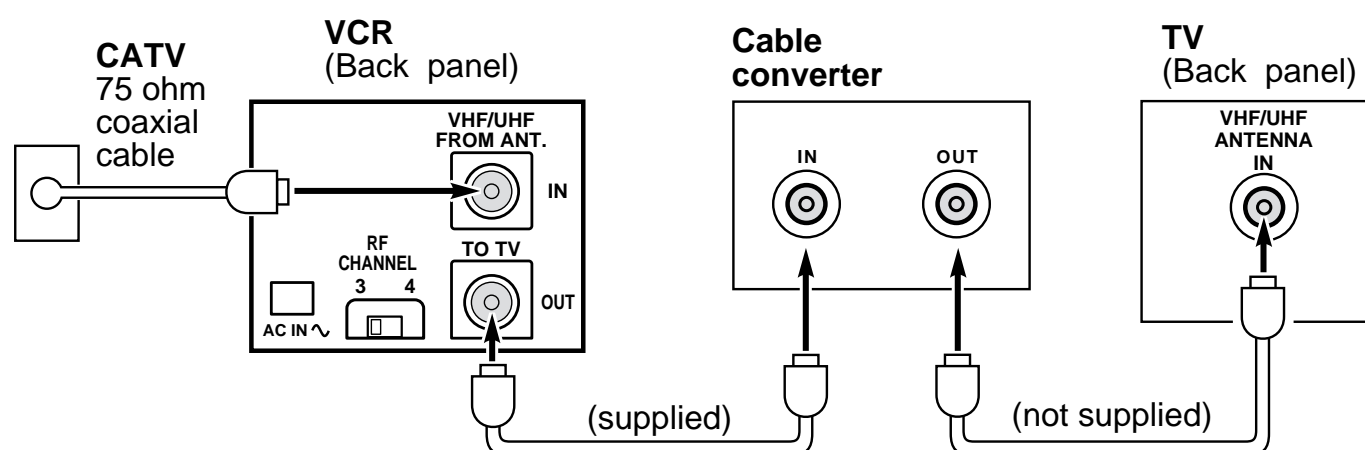 CATV
75 ohm
coaxial
cable
VCR
(Back panel)
VHF/UHF
FROM ANT.
IN
RF
CHANNEL
3 4
TO TV
OUT
AC IN
(supplied)
Cable
converter
IN
OUT
(not supplied)
TV
(Back panel)
VHF/UHF
ANTENNA
IN